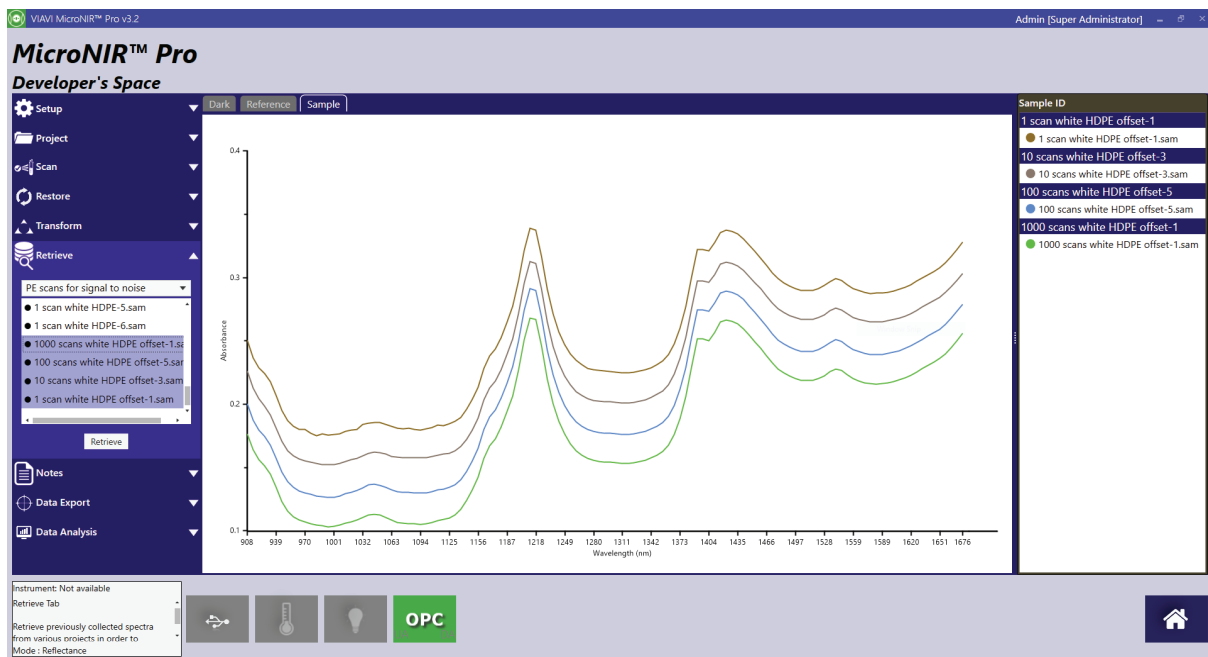 VIAVI MicroNIR™ Pro v3.2
Admin [Super Administrator]
MicroNIR™ Pro
Developer's Space
Setup
Project
Scan
Restore
Transform
Retrieve
PE scans for signal to noise
1 scan white HDPE-5.sam
1 scan white HDPE-6.sam
1000 scans white HDPE offset-1.sa
100 scans white HDPE offset-5.sar
10 scans white HDPE offset-3.sam
1 scan white HDPE offset-1.sam
Retrieve
Notes
Data Export
Data Analysis
Dark Reference Sample
0.4
0.3
0.2
0.1
Absorbance
908 939 970 1001 1032 1063 1094 1125 1156 1187 1218 1249 1280 1311 1342 1373 1404 1435 1466 1497 1528 1559 1589 1620 1651 1676
Wavelength (nm)
Sample ID
1 scan white HDPE offset-1
1 scan white HDPE offset-1.sam
10 scans white HDPE offset-3
10 scans white HDPE offset-3.sam
100 scans white HDPE offset-5
100 scans white HDPE offset-5.sam
1000 scans white HDPE offset-1
1000 scans white HDPE offset-1.sam
Instrument: Not available
Retrieve Tab
Retrieve previously collected spectra
from various projects in order to
Mode : Reflectance
OPC